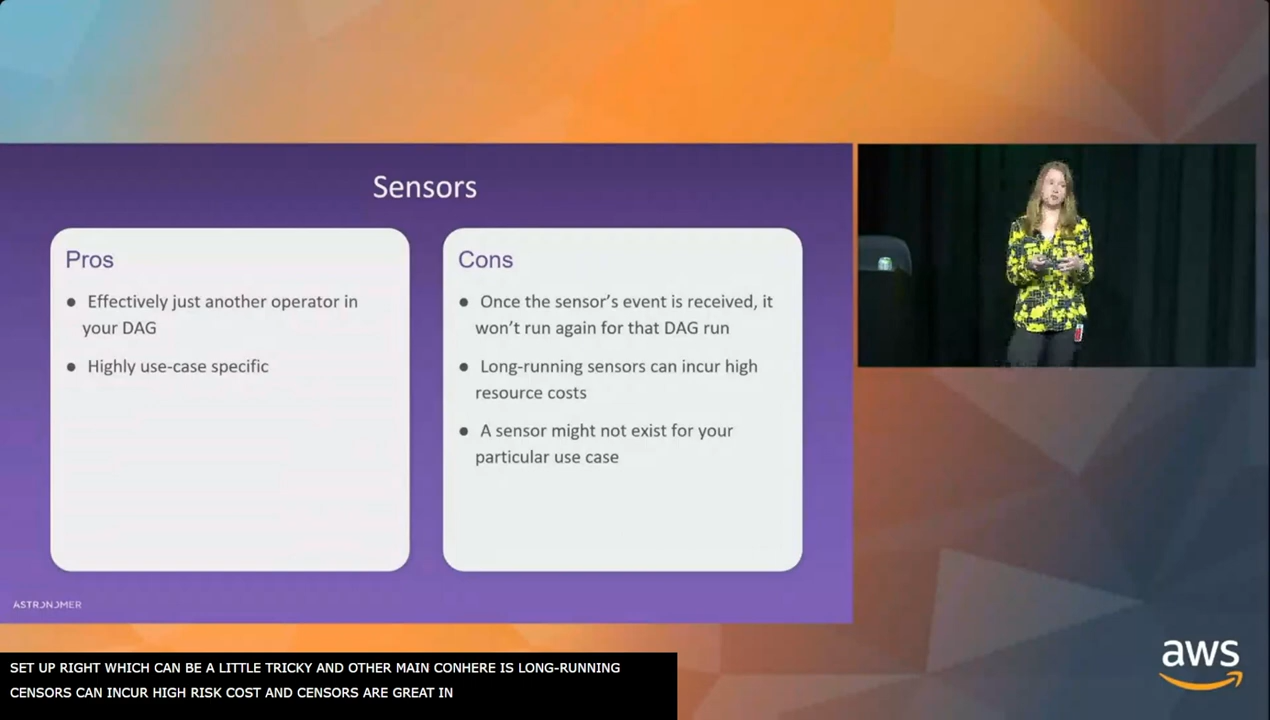 Sensors
Pros
● Effectively just another operator in
your DAG
● Highly use-case specific
Cons
● Once the sensor’s event is received, it
won’t run again for that DAG run
● Long-running sensors can incur high
resource costs
● A sensor might not exist for your
particular use case
ASTRONOMER
SET UP RIGHT WHICH CAN BE A LITTLE TRICKY AND OTHER MAIN CONHERE IS LONG-RUNNING
CENSORS CAN INCUR HIGH RISK COST AND CENSORS ARE GREAT IN
aws